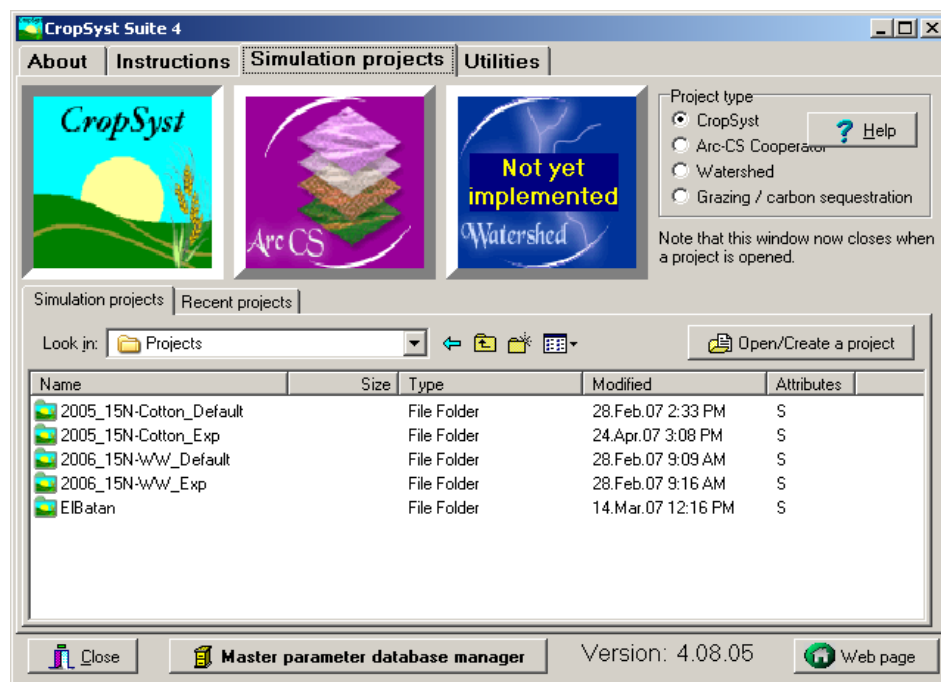 CropSyst Suite 4
About Instructions Simulation projects Utilities
CropSyst
Arc CS
Not yet
implemented
Watershed
Project type
CropSyst
Arc-CS Cooperator
Watershed
Grazing / carbon sequestration
Help
Note that this window now closes when
a project is opened.
Simulation projects Recent projects
Look in: Projects Open/Create a project
Name Size Type Modified Attributes
2005_15N-Cotton_Default File Folder 28.Feb.07 2:33 PM S
2005_15N-Cotton_Exp File Folder 24.Apr.07 3:08 PM S
2006_15N-WW_Default File Folder 28.Feb.07 9:09 AM S
2006_15N-WW_Exp File Folder 28.Feb.07 9:16 AM S
ElBatan File Folder 14.Mar.07 12:16 PM S
Close Master parameter database manager Version: 4.08.05 Web page